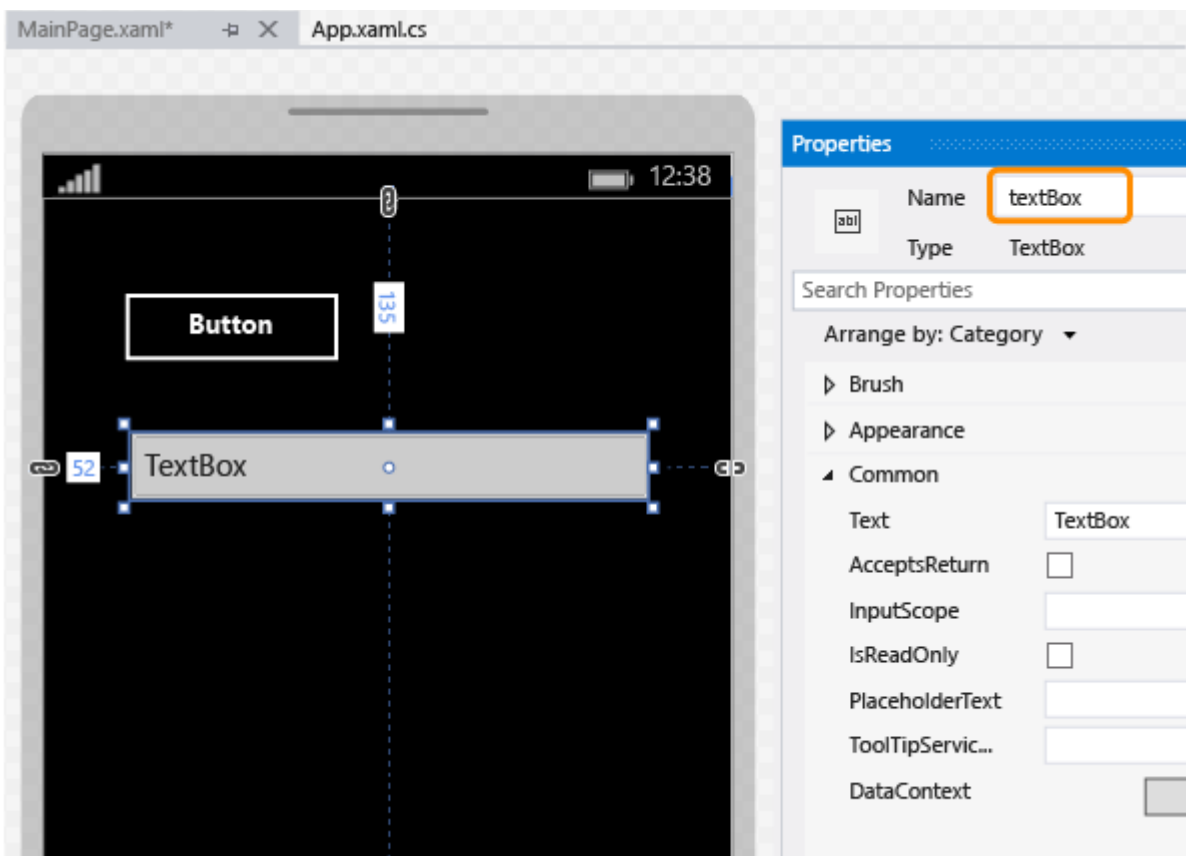 MainPage.xaml* App.xaml.cs
12:38
Button
135
52
TextBox
Properties
Name textBox
abl
Type TextBox
Search Properties
Arrange by: Category
Brush
Appearance
Common
Text TextBox
AcceptsReturn
InputScope
IsReadOnly
PlaceholderText
ToolTipServic...
DataContext